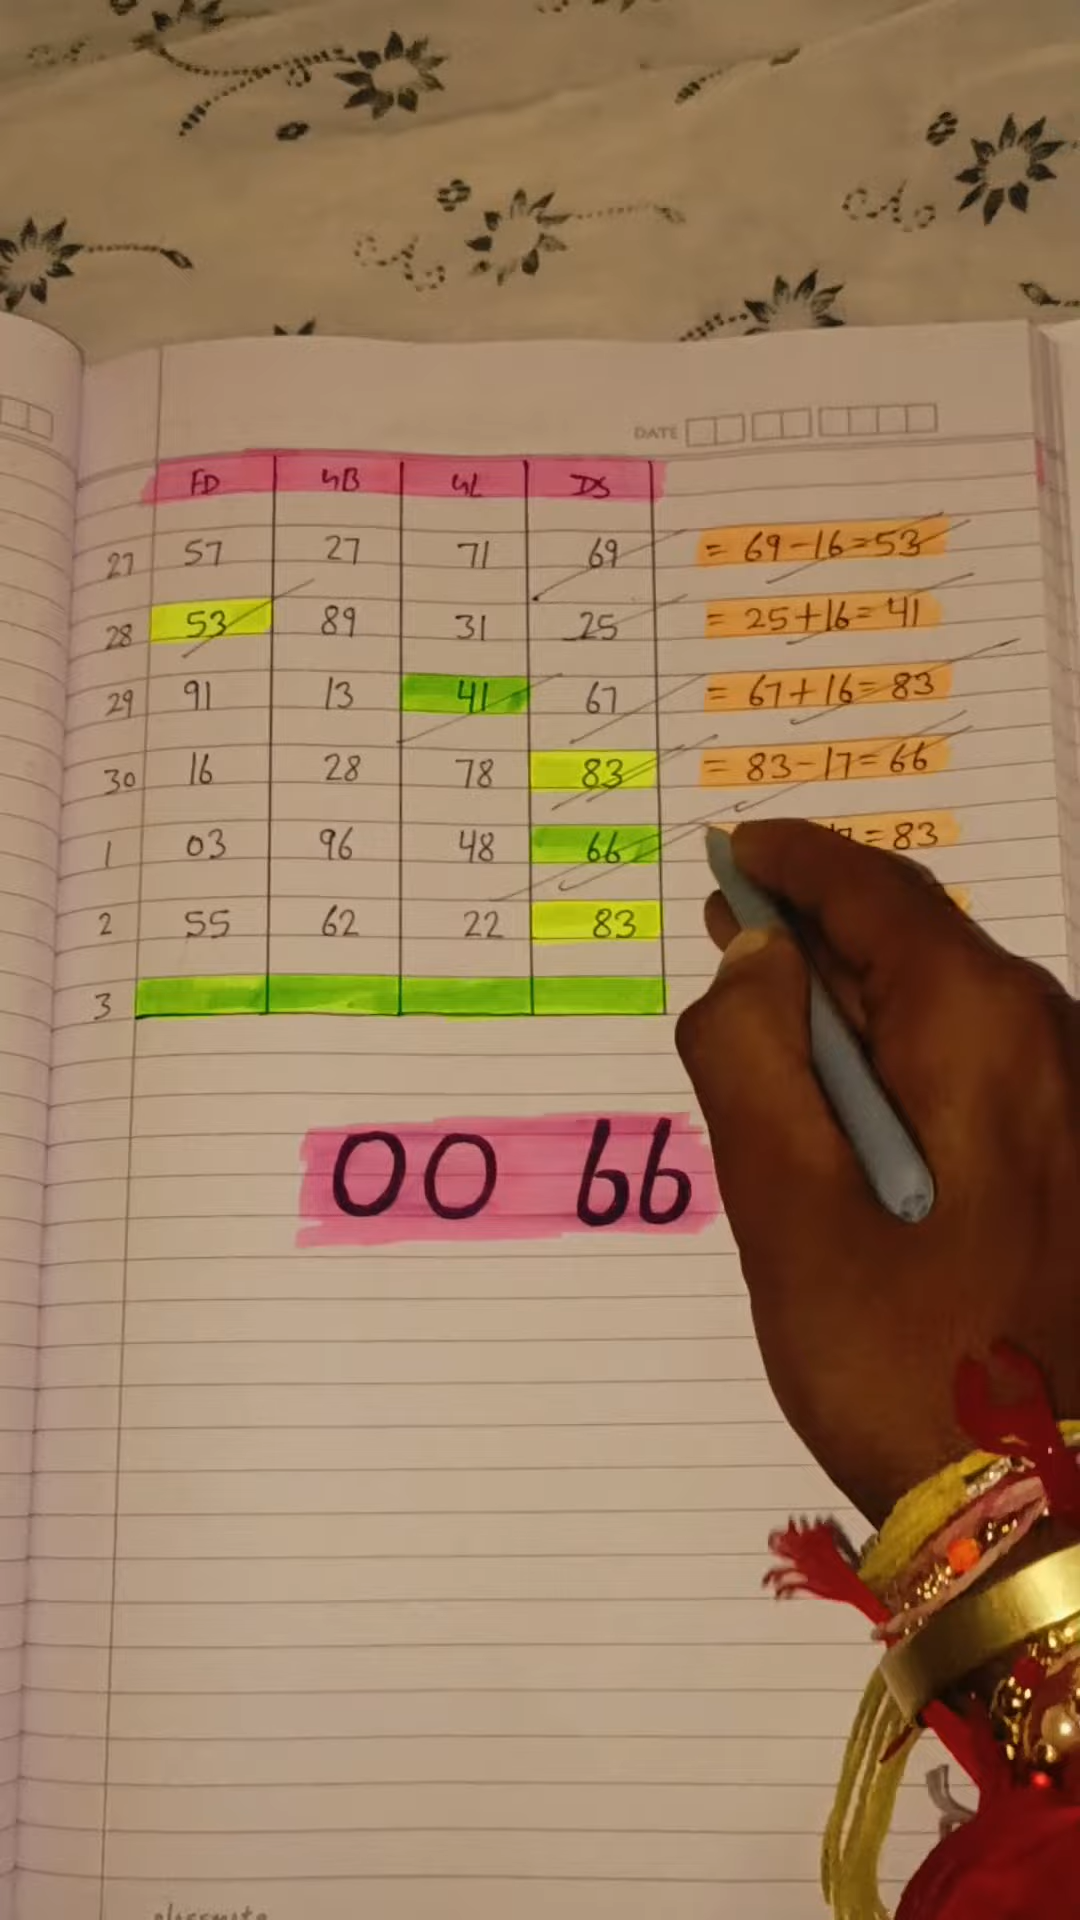 DATE
FD GB GL DS
27 57 27 71 69 = 69-16=53
28 53 89 31 25 = 25+16=41
29 91 13 41 67 = 67+16=83
30 16 28 78 83 = 83-17=66
1 03 96 48 66 =83
2 55 62 22 83
3
00 66
classmate